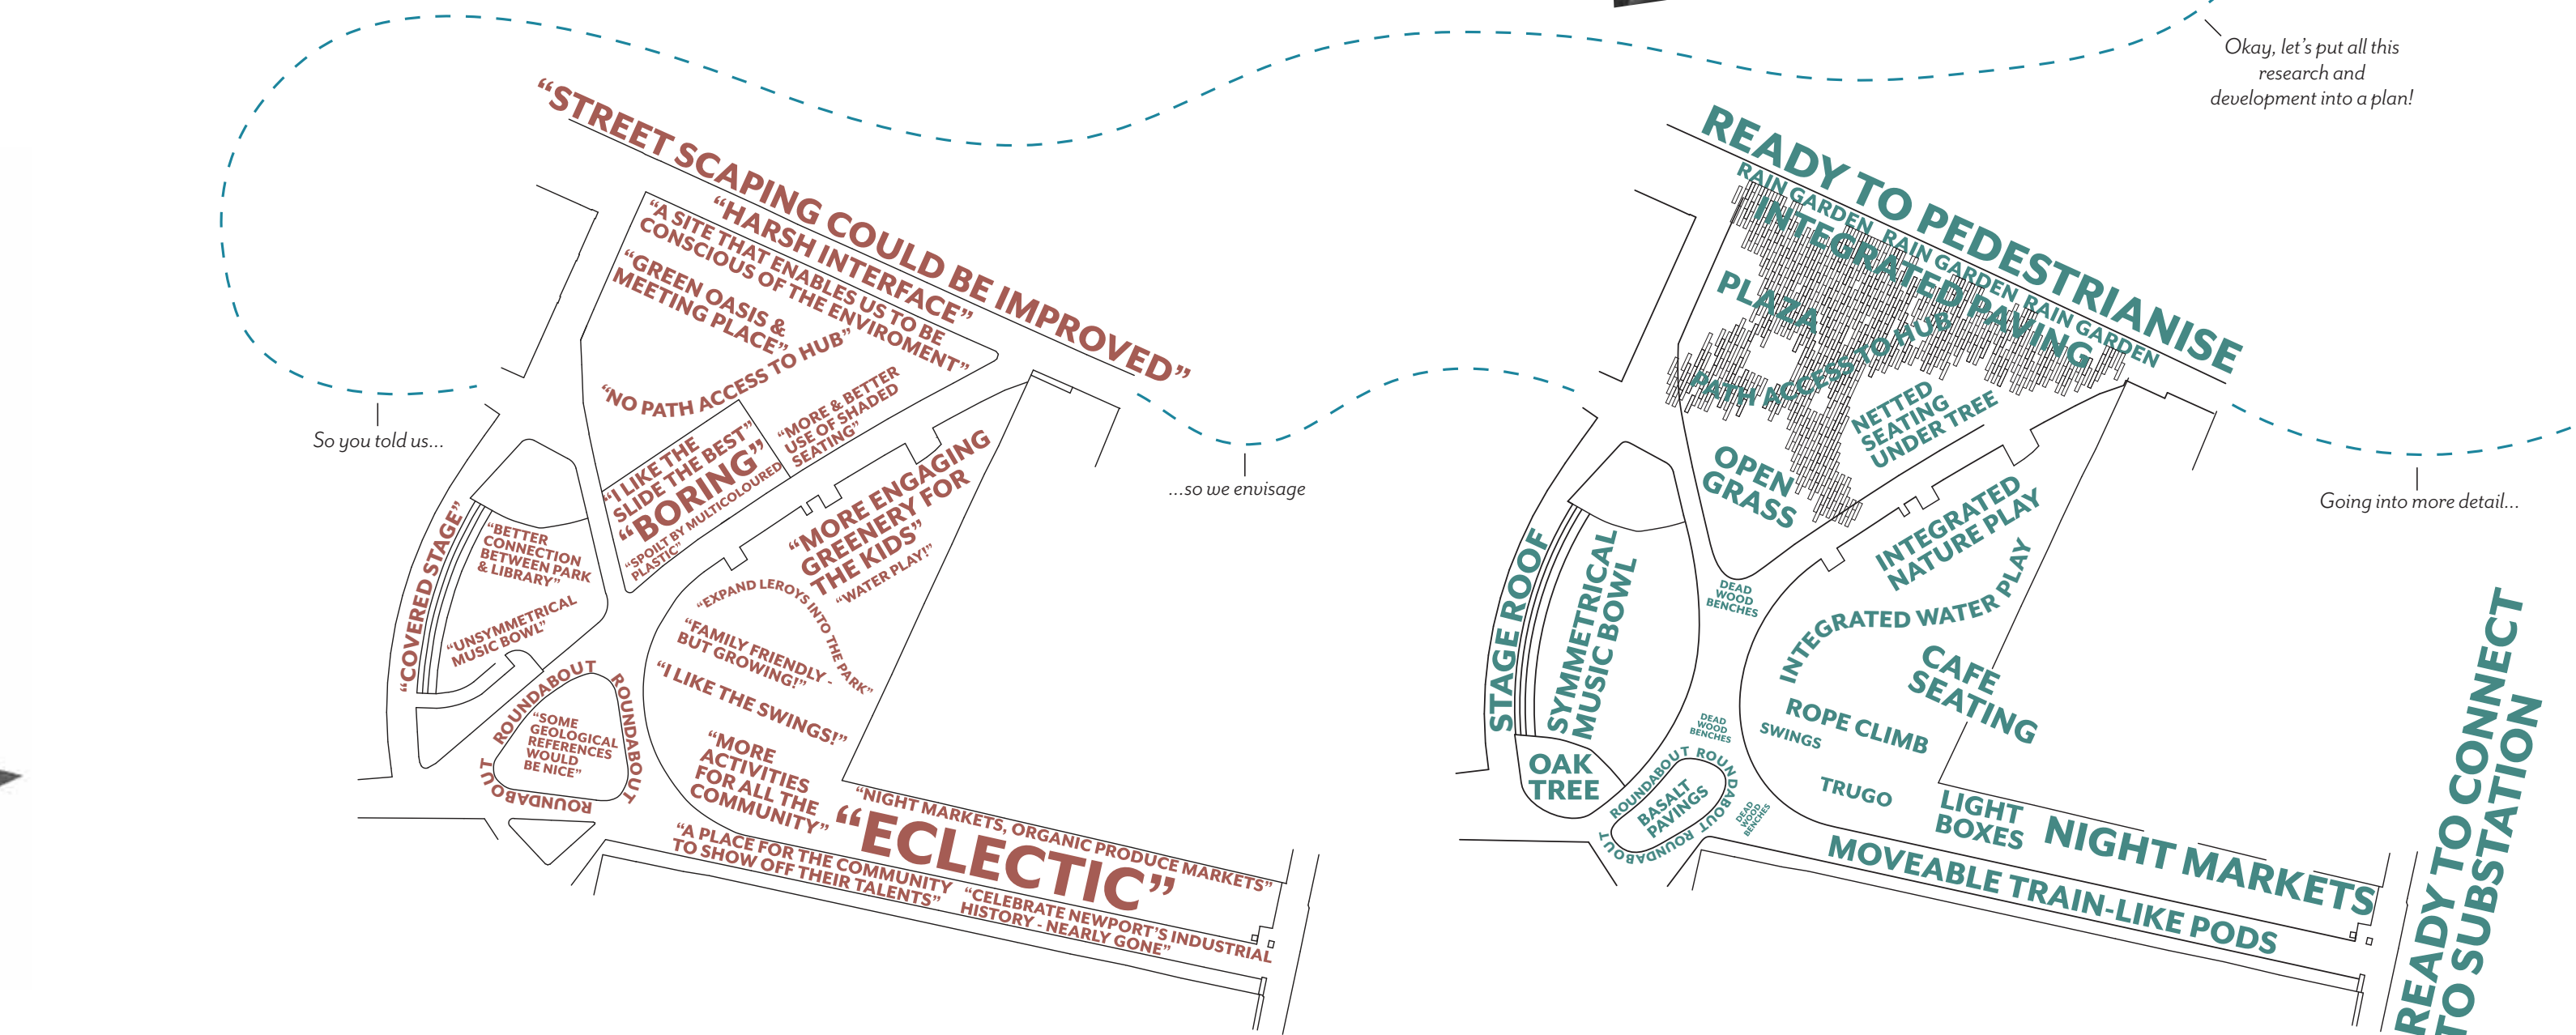 Okay, let's put all this
research and
development into a plan!
So you told us...
"STREET SCAPING COULD BE IMPROVED"
"HARSH INTERFACE"
"A SITE THAT ENABLES US TO BE
CONSCIOUS OF THE ENVIROMENT"
"GREEN OASIS &
MEETING PLACE"
"NO PATH ACCESS TO HUB"
"MORE & BETTER
USE OF SHADED
SEATING"
"I LIKE THE
SLIDE THE BEST"
"BORING"
"SPOILT BY MULTICOLOURED
PLASTIC"
"MORE ENGAGING
GREENERY FOR
THE KIDS"
"WATER PLAY!"
"COVERED STAGE"
"BETTER
CONNECTION
BETWEEN PARK
& LIBRARY"
"UNSYMMETRICAL
MUSIC BOWL"
"EXPAND LEROYS INTO THE PARK"
"FAMILY FRIENDLY -
BUT GROWING!"
"I LIKE THE SWINGS!"
ROUNDABOUT
ROUNDABOUT
ROUNDABOUT
"SOME
GEOLOGICAL
REFERENCES
WOULD
BE NICE"
"MORE
ACTIVITIES
FOR ALL THE
COMMUNITY"
"NIGHT MARKETS, ORGANIC PRODUCE MARKETS"
"ECLECTIC"
"A PLACE FOR THE COMMUNITY
TO SHOW OFF THEIR TALENTS"
"CELEBRATE NEWPORT'S INDUSTRIAL
HISTORY - NEARLY GONE"
...so we envisage
READY TO PEDESTRIANISE
RAIN GARDEN RAIN GARDEN RAIN GARDEN
INTEGRATED PAVING
PLAZA
PATH ACCESS TO HUB
NETTED
SEATING
UNDER TREE
OPEN
GRASS
INTEGRATED
NATURE PLAY
DEAD
WOOD
BENCHES
INTEGRATED WATER PLAY
STAGE ROOF
SYMMETRICAL
MUSIC BOWL
CAFE
SEATING
ROPE CLIMB
SWINGS
DEAD
WOOD
BENCHES
OAK
TREE
ROUNDABOUT
ROUNDABOUT
ROUNDABOUT
BASALT
PAVINGS
DEAD
WOOD
BENCHES
TRUGO
LIGHT
BOXES
NIGHT MARKETS
MOVEABLE TRAIN-LIKE PODS
READY TO CONNECT
TO SUBSTATION
Going into more detail...